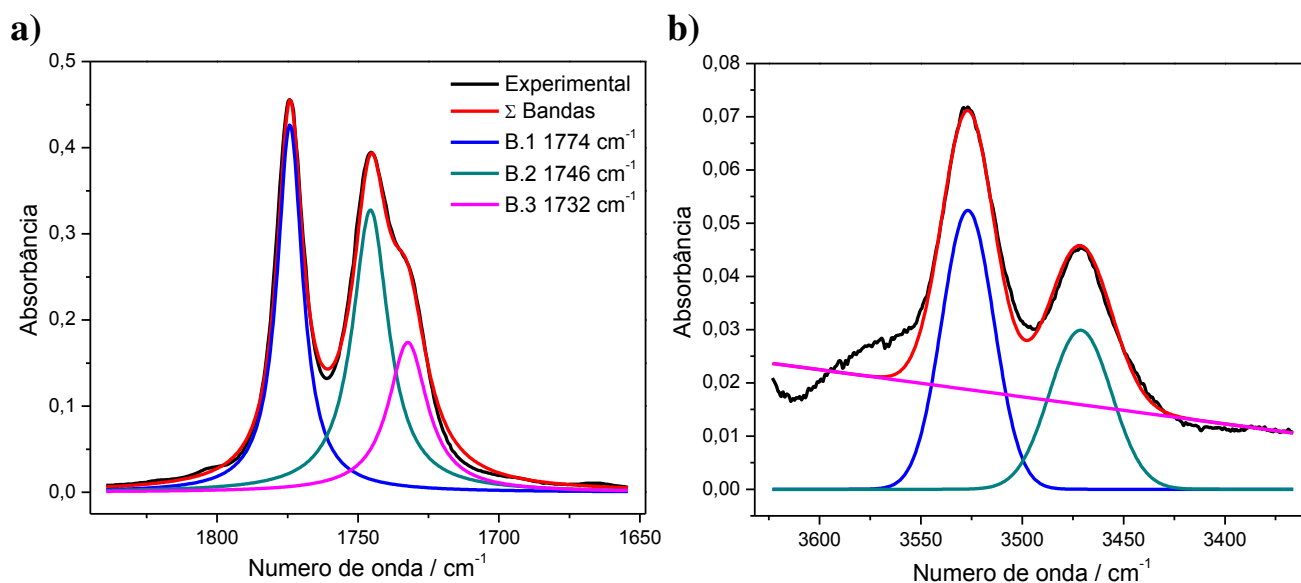 a)
0,5
0,4
0,3
0,2
0,1
0,0
Absorbância
Experimental
Σ Bandas
B.1 1774 cm⁻¹
B.2 1746 cm⁻¹
B.3 1732 cm⁻¹
1800 1750 1700 1650
Numero de onda / cm⁻¹
b)
0,08
0,07
0,06
0,05
0,04
0,03
0,02
0,01
0,00
Absorbância
3600 3550 3500 3450 3400
Numero de onda / cm⁻¹